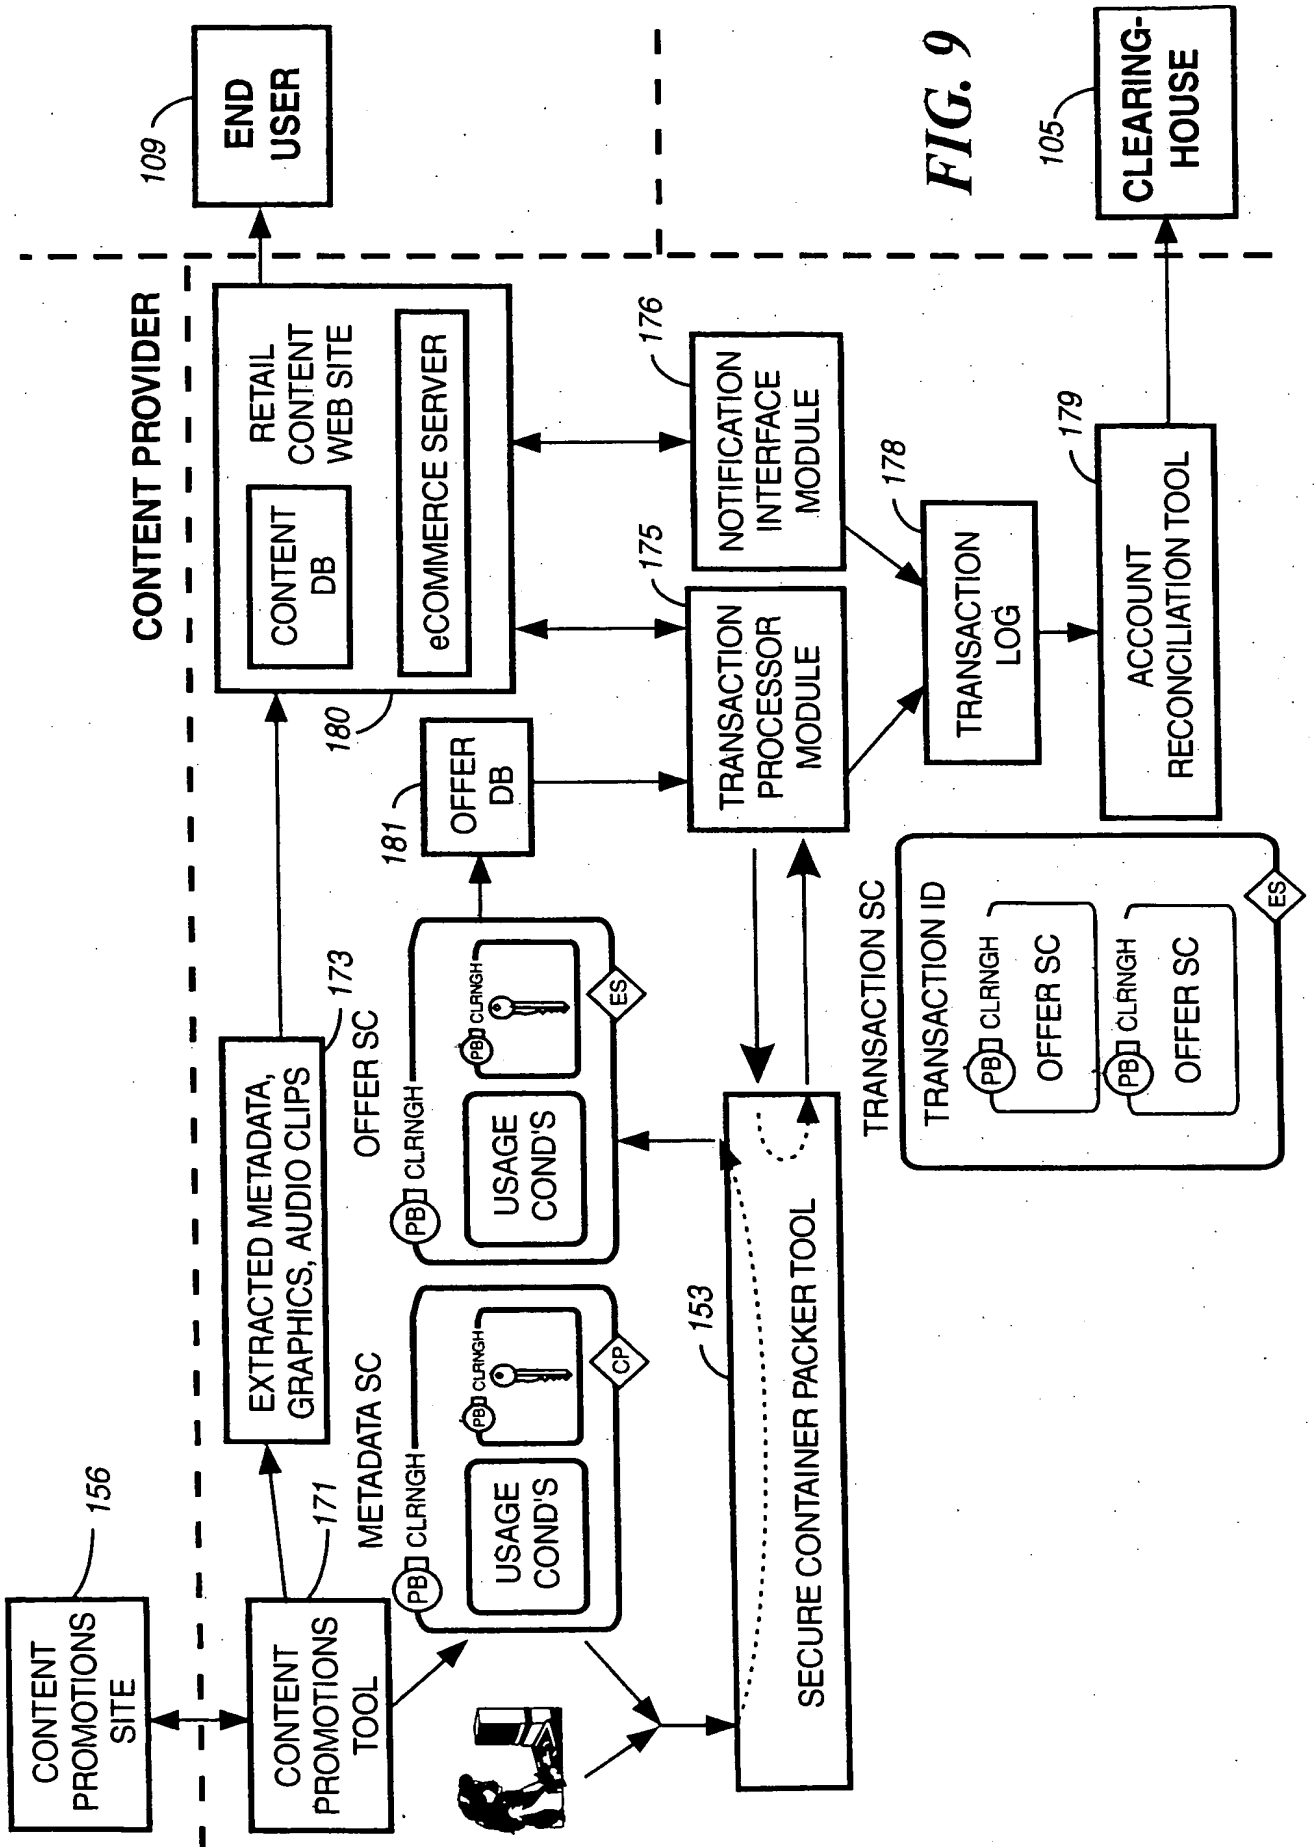 CONTENT
PROMOTIONS
SITE
156
CONTENT PROVIDER
109
END
USER
CONTENT
PROMOTIONS
TOOL
171
EXTRACTED METADATA,
GRAPHICS, AUDIO CLIPS
173
CONTENT
DB
RETAIL
CONTENT
WEB SITE
eCOMMERCE SERVER
180
METADATA SC
PB CLRNGH
USAGE
COND'S
PB CLRNGH
CP
OFFER SC
PB CLRNGH
USAGE
COND'S
PB CLRNGH
ES
181
OFFER
DB
153
SECURE CONTAINER PACKER TOOL
175
TRANSACTION
PROCESSOR
MODULE
176
NOTIFICATION
INTERFACE
MODULE
178
TRANSACTION
LOG
TRANSACTION SC
TRANSACTION ID
PB CLRNGH
OFFER SC
PB CLRNGH
OFFER SC
ES
179
ACCOUNT
RECONCILIATION TOOL
105
CLEARING-
HOUSE
FIG. 9